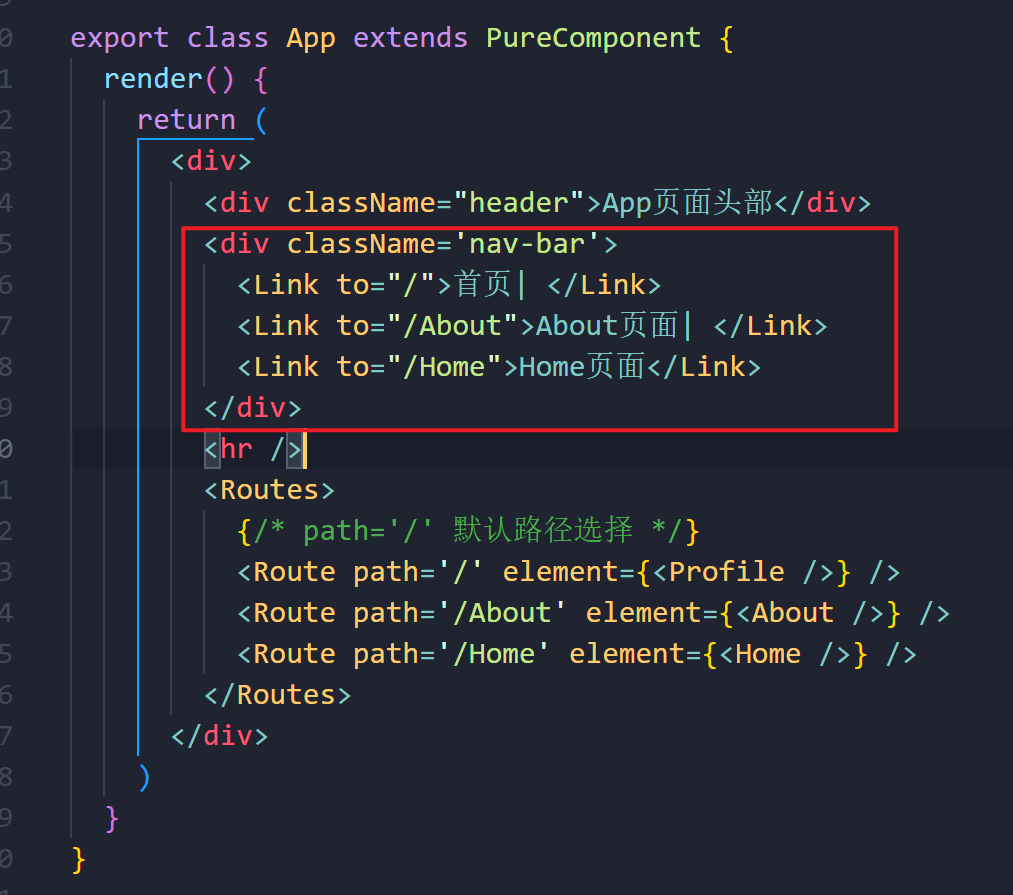 0 export class App extends PureComponent {
1 render() {
2 return (
3 <div>
4 <div className="header">App页面头部</div>
5 <div className='nav-bar'>
6 <Link to="/">首页| </Link>
7 <Link to="/About">About页面| </Link>
8 <Link to="/Home">Home页面</Link>
9 </div>
0 <hr />
1 <Routes>
2 {/* path='/' 默认路径选择 */}
3 <Route path='/' element={<Profile />} />
4 <Route path='/About' element={<About />} />
5 <Route path='/Home' element={<Home />} />
6 </Routes>
7 </div>
8 )
9 }
0 }